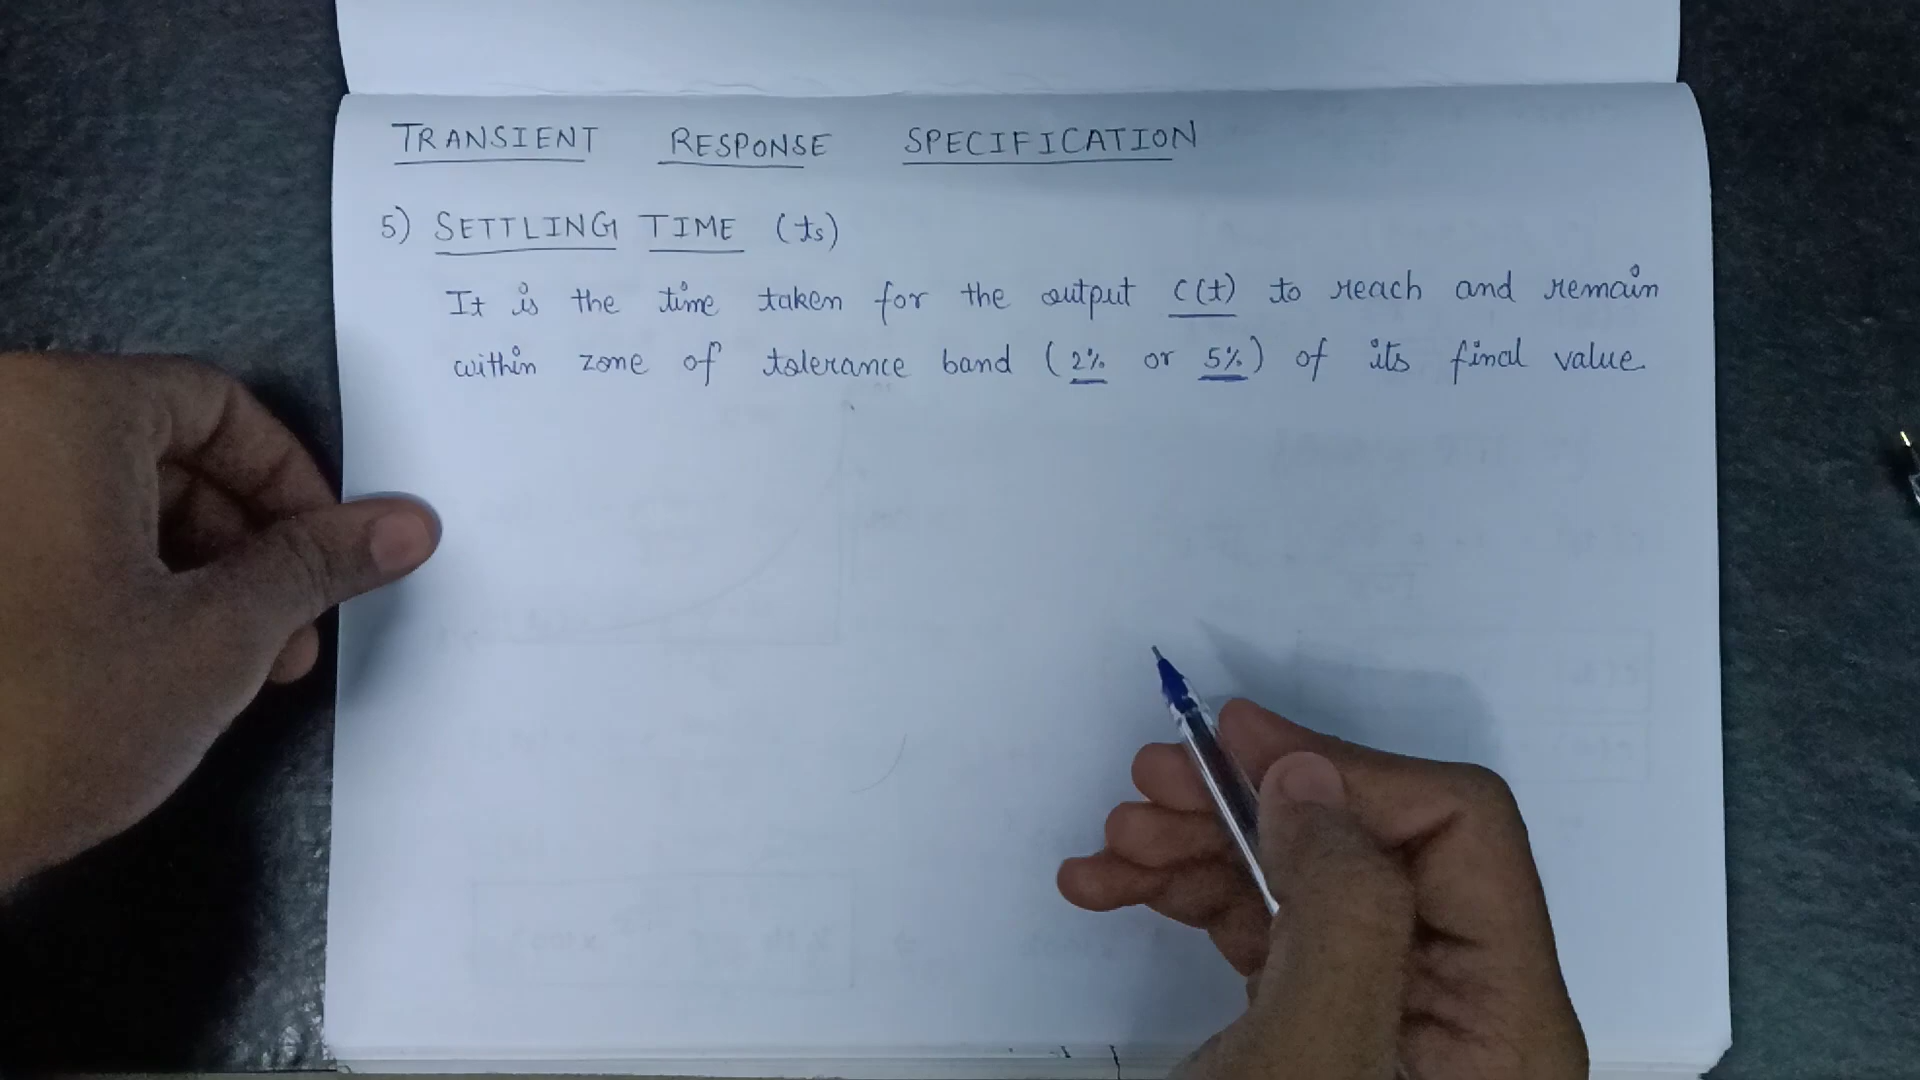 TRANSIENT RESPONSE SPECIFICATION
5) SETTLING TIME (ts)
It is the time taken for the output c(t) to reach and remain
within zone of tolerance band (2% or 5%) of its final value